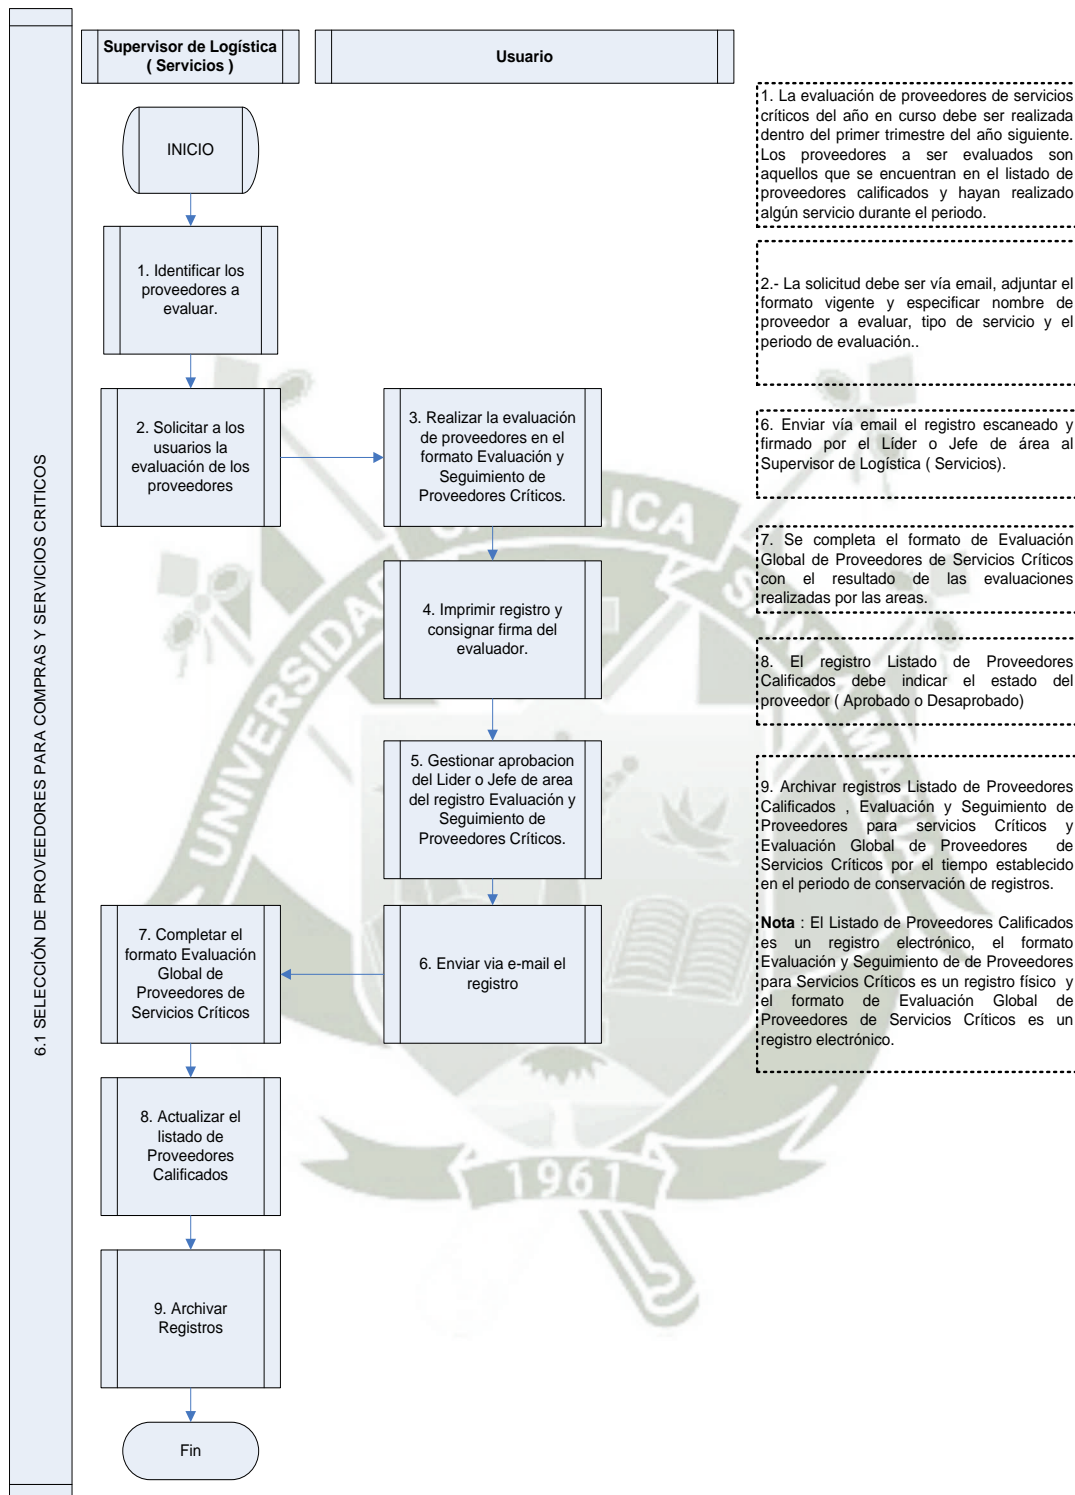 6.1 SELECCIÓN DE PROVEEDORES PARA COMPRAS Y SERVICIOS CRITICOS
Supervisor de Logística
( Servicios )
Usuario
INICIO
1. Identificar los
proveedores a
evaluar.
2. Solicitar a los
usuarios la
evaluación de los
proveedores
3. Realizar la evaluación
de proveedores en el
formato Evaluación y
Seguimiento de
Proveedores Críticos.
4. Imprimir registro y
consignar firma del
evaluador.
5. Gestionar aprobacion
del Lider o Jefe de area
del registro Evaluación y
Seguimiento de
Proveedores Críticos.
6. Enviar via e-mail el
registro
7. Completar el
formato Evaluación
Global de
Proveedores de
Servicios Críticos
8. Actualizar el
listado de
Proveedores
Calificados
9. Archivar
Registros
Fin
1. La evaluación de proveedores de servicios
críticos del año en curso debe ser realizada
dentro del primer trimestre del año siguiente.
Los proveedores a ser evaluados son
aquellos que se encuentran en el listado de
proveedores calificados y hayan realizado
algún servicio durante el periodo.
2.- La solicitud debe ser vía email, adjuntar el
formato vigente y especificar nombre de
proveedor a evaluar, tipo de servicio y el
periodo de evaluación..
6. Enviar vía email el registro escaneado y
firmado por el Líder o Jefe de área al
Supervisor de Logística ( Servicios).
7. Se completa el formato de Evaluación
Global de Proveedores de Servicios Críticos
con el resultado de las evaluaciones
realizadas por las areas.
8. El registro Listado de Proveedores
Calificados debe indicar el estado del
proveedor ( Aprobado o Desaprobado)
9. Archivar registros Listado de Proveedores
Calificados , Evaluación y Seguimiento de
Proveedores para servicios Críticos y
Evaluación Global de Proveedores de
Servicios Críticos por el tiempo establecido
en el periodo de conservación de registros.
Nota : El Listado de Proveedores Calificados
es un registro electrónico, el formato
Evaluación y Seguimiento de de Proveedores
para Servicios Críticos es un registro físico y
el formato de Evaluación Global de
Proveedores de Servicios Críticos es un
registro electrónico.
1961